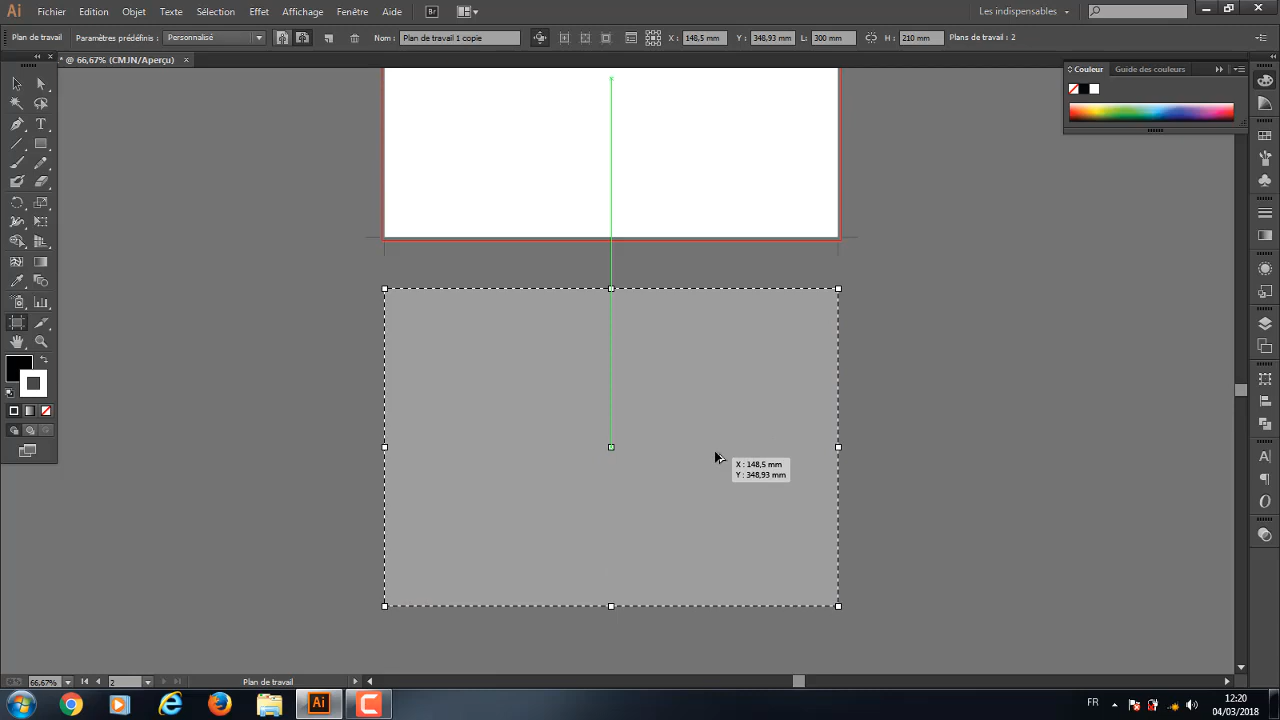 Ai Fichier Edition Objet Texte Sélection Effet Affichage Fenêtre Aide Br Les indispensables
Plan de travail Paramètres prédéfinis : Personnalisé Nom : Plan de travail 1 copie X : 148,5 mm Y : 348,93 mm L: 300 mm H: 210 mm Plans de travail : 2
* @ 66,67% (CMJN/Aperçu) ×
Couleur Guide des couleurs
X : 148,5 mm
Y : 348,93 mm
66,67% 2 Plan de travail
Ai FR 12:20
04/03/2018